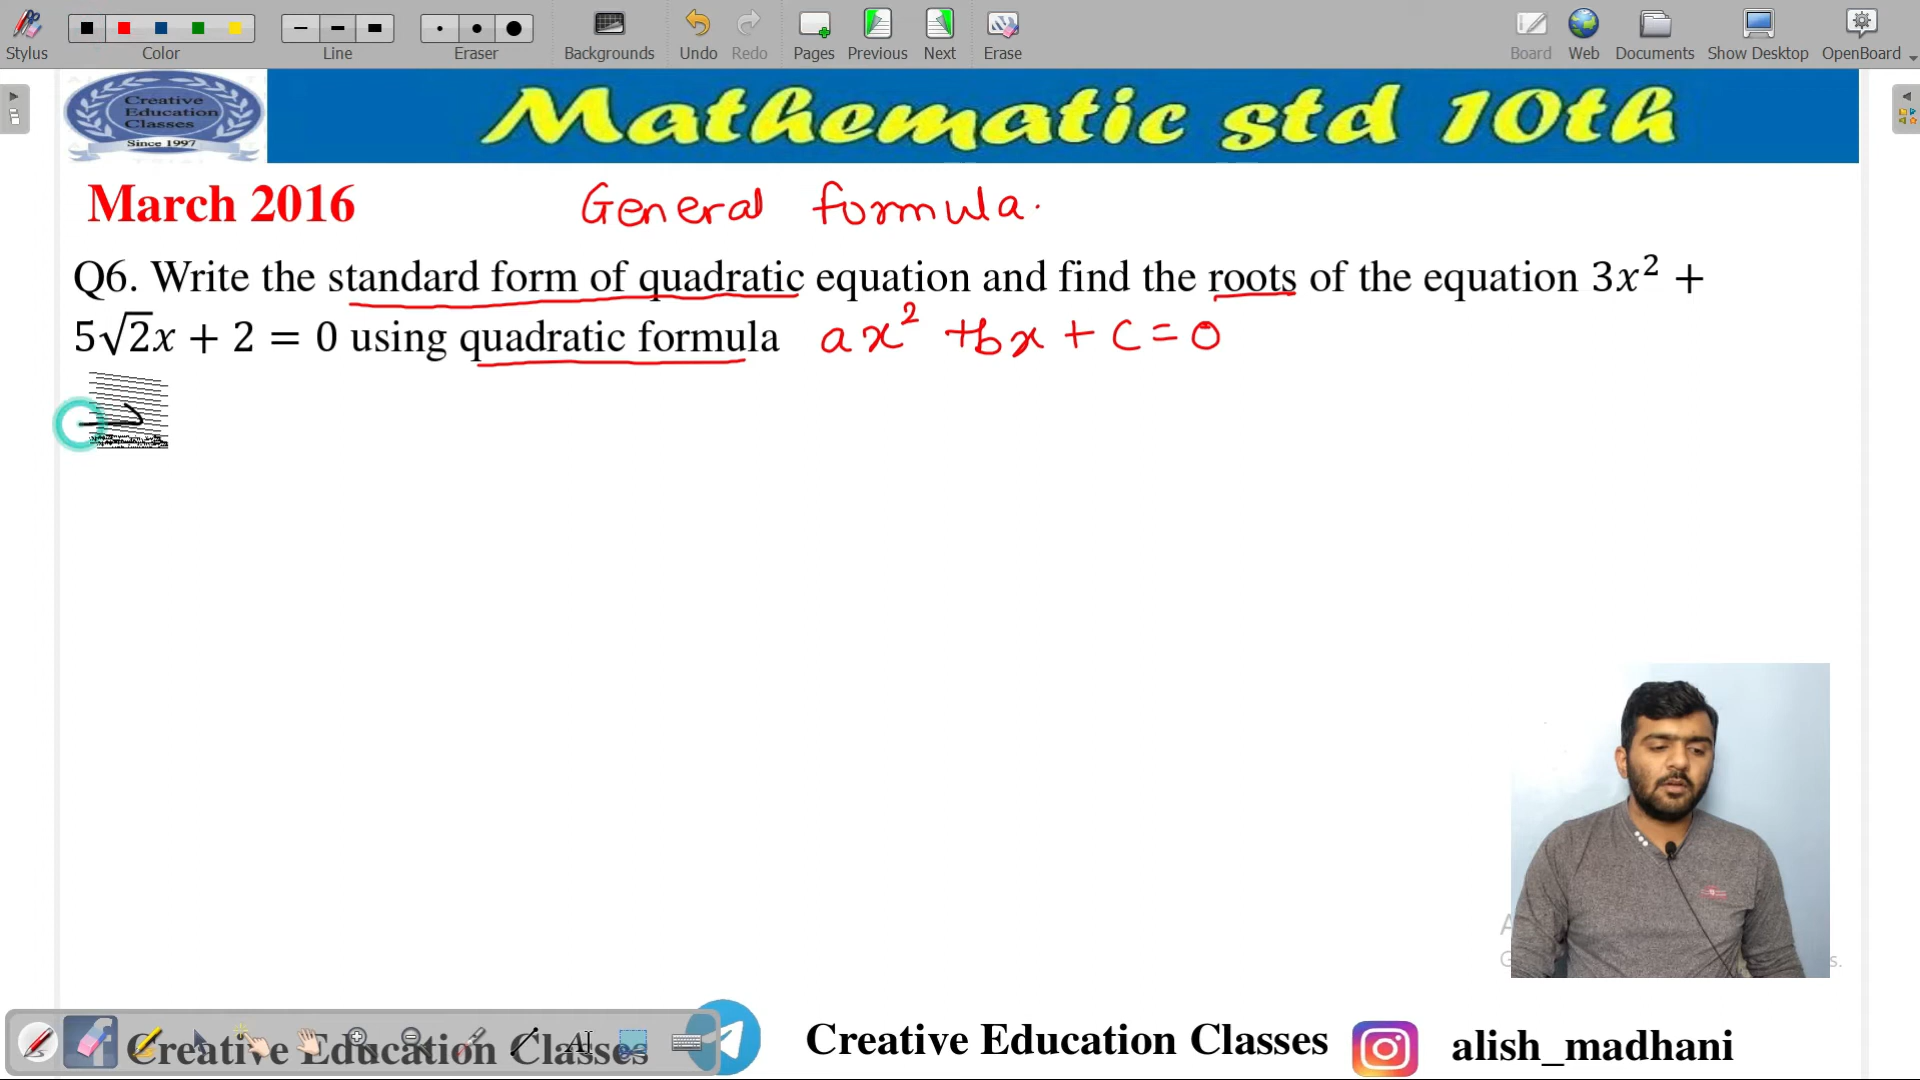 Stylus Color Line Eraser Backgrounds Undo Redo Pages Previous Next Erase Board Web Documents Show Desktop OpenBoard
Creative
Education
Classes
Since 1997
Mathematic std 10th
March 2016 General formula.
Q6. Write the standard form of quadratic equation and find the roots of the equation 3x² +
5√2x + 2 = 0 using quadratic formula ax² +bx + c = 0
Creative Education Classes Creative Education Classes alish_madhani